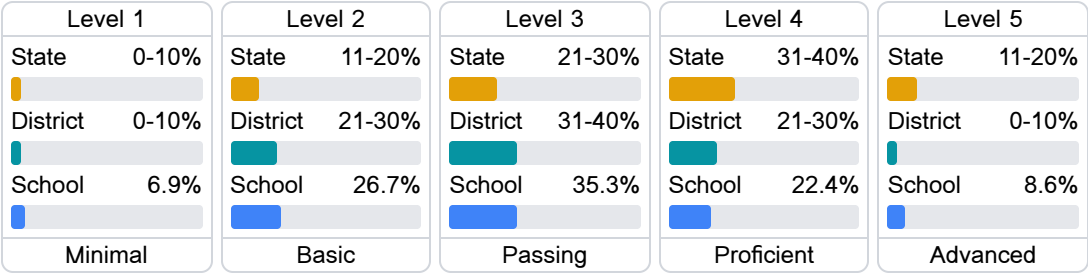 Level 1
State 0-10%
District 0-10%
School 6.9%
Minimal
Level 2
State 11-20%
District 21-30%
School 26.7%
Basic
Level 3
State 21-30%
District 31-40%
School 35.3%
Passing
Level 4
State 31-40%
District 21-30%
School 22.4%
Proficient
Level 5
State 11-20%
District 0-10%
School 8.6%
Advanced